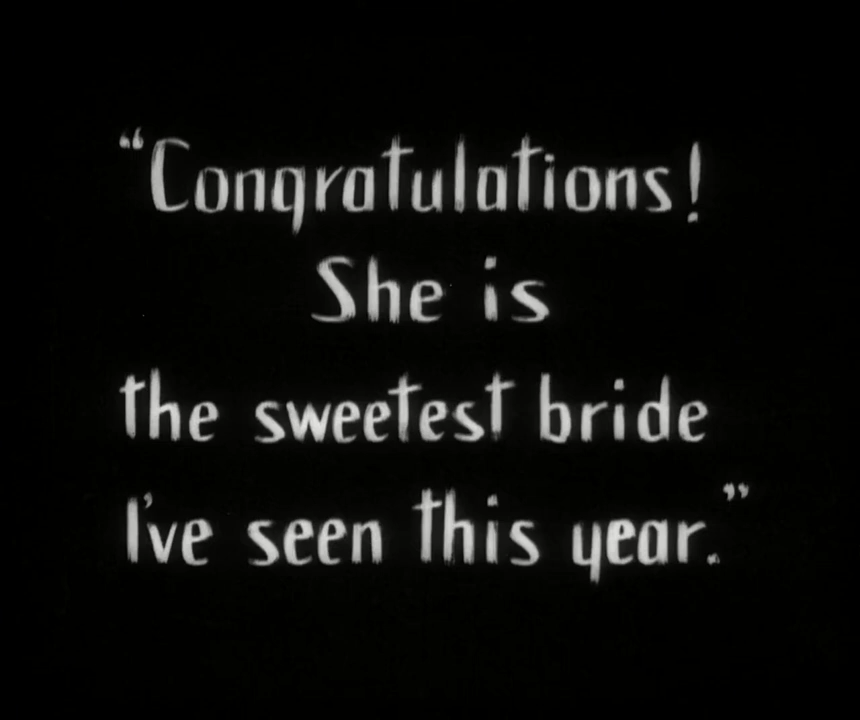 “Congratulations!
She is
the sweetest bride
I've seen this year.”